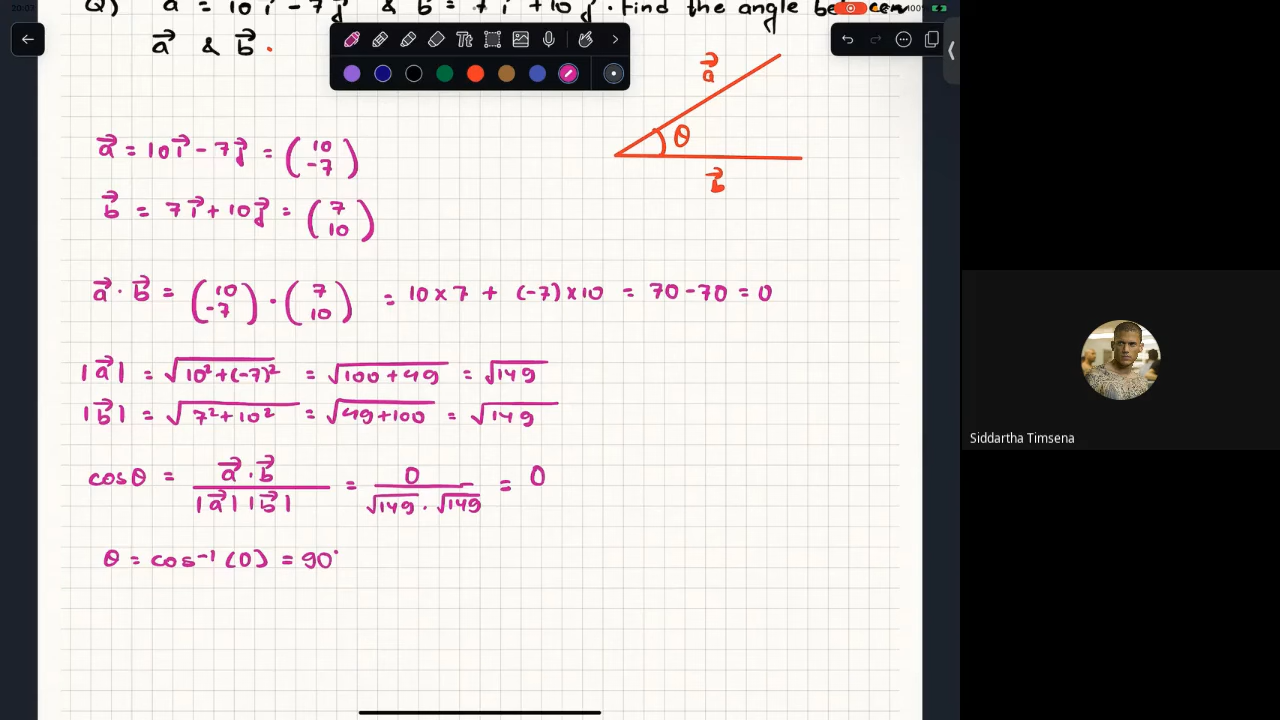 Q) a⃗ = 10 i⃗ - 7 j⃗ & b⃗ = 7 i⃗ + 10 j⃗ . Find the angle between
a⃗ & b⃗ .
a⃗
θ
b⃗
a⃗ = 10i⃗ - 7j⃗ = (10 -7)
b⃗ = 7i⃗ + 10j⃗ = (7 10)
a⃗ · b⃗ = (10 -7) · (7 10) = 10 × 7 + (-7) × 10 = 70 - 70 = 0
|a⃗| = √(10² + (-7)²) = √(100 + 49) = √149
|b⃗| = √(7² + 10²) = √(49 + 100) = √149
cosθ = a⃗ · b⃗ / |a⃗| |b⃗| = 0 / √149 · √149 = 0
θ = cos⁻¹(0) = 90°
Siddartha Timsena